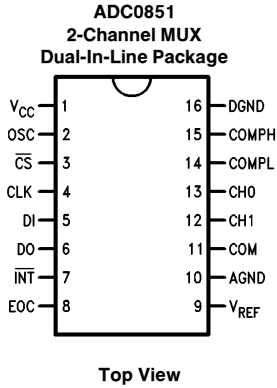 ADC0851
2-Channel MUX
Dual-In-Line Package
VCC 1 16 DGND
OSC 2 15 COMPH
C̅S̅ 3 14 COMPL
CLK 4 13 CH0
DI 5 12 CH1
DO 6 11 COM
I̅N̅T̅ 7 10 AGND
EOC 8 9 VREF
Top View